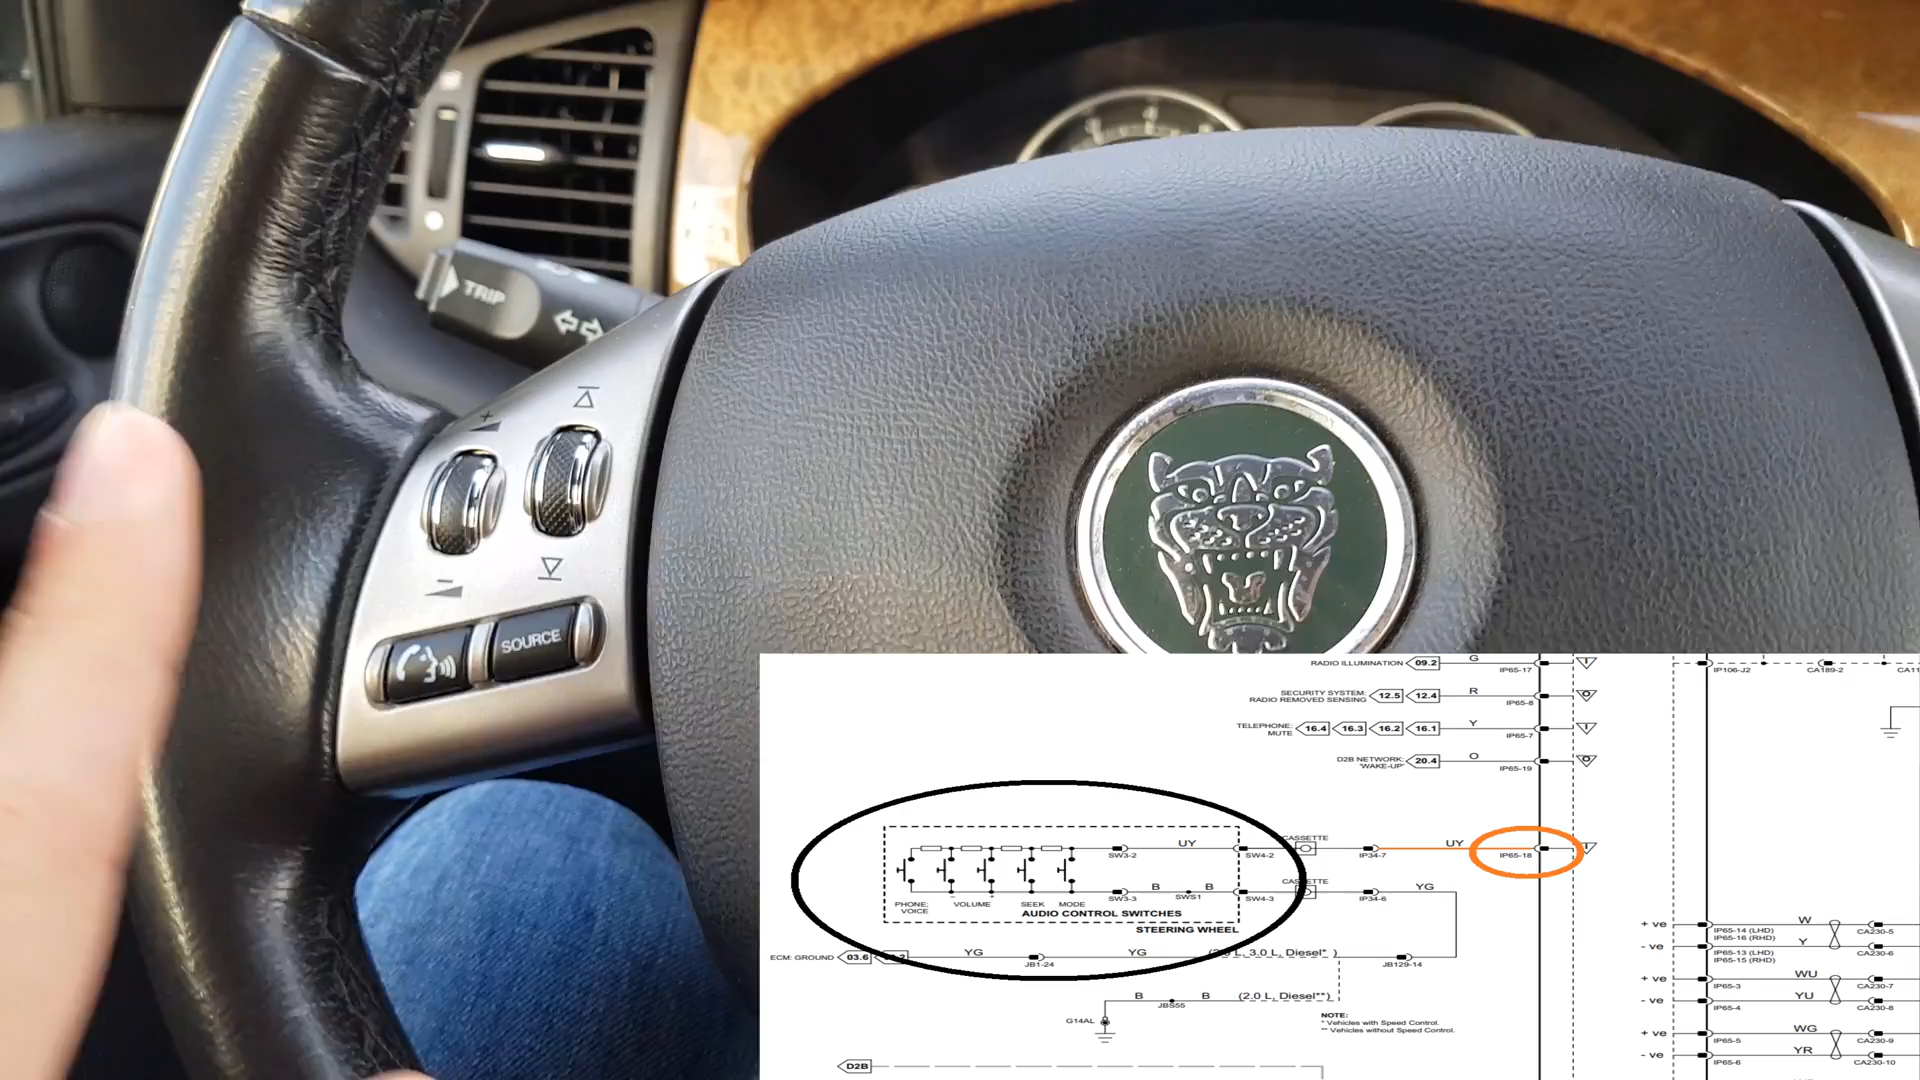 TRIP
+
−
SOURCE
RADIO ILLUMINATION 09.2 G IP65-17 I
SECURITY SYSTEM;
RADIO REMOVED SENSING 12.5 12.4 R IP65-8 O
TELEPHONE;
MUTE 16.4 16.3 16.2 16.1 Y IP65-7 I
D2B NETWORK;
'WAKE-UP' 20.4 O IP65-19 O
CASSETTE
UY SW3-2 SW4-2 IP34-7 UY IP65-18 I
CASSETTE
B B SW3-3 SWS1 SW4-3 IP34-6 YG
PHONE; VOLUME SEEK MODE
VOICE
− +
AUDIO CONTROL SWITCHES
STEERING WHEEL
ECM: GROUND 03.6 YG JB1-24 YG L, 3.0 L, Diesel* ) JB129-14
B JBS55 B (2.0 L, Diesel**)
G14AL
NOTE:
* Vehicles with Speed Control.
** Vehicles without Speed Control.
D2B
IP106-J2 CA189-2
+ ve IP65-14 (LHD) W CA230-5
IP65-16 (RHD)
- ve IP65-13 (LHD) Y CA230-6
IP65-15 (RHD)
+ ve IP65-3 WU CA230-7
- ve IP65-4 YU CA230-8
+ ve IP65-5 WG CA230-9
- ve IP65-6 YR CA230-10